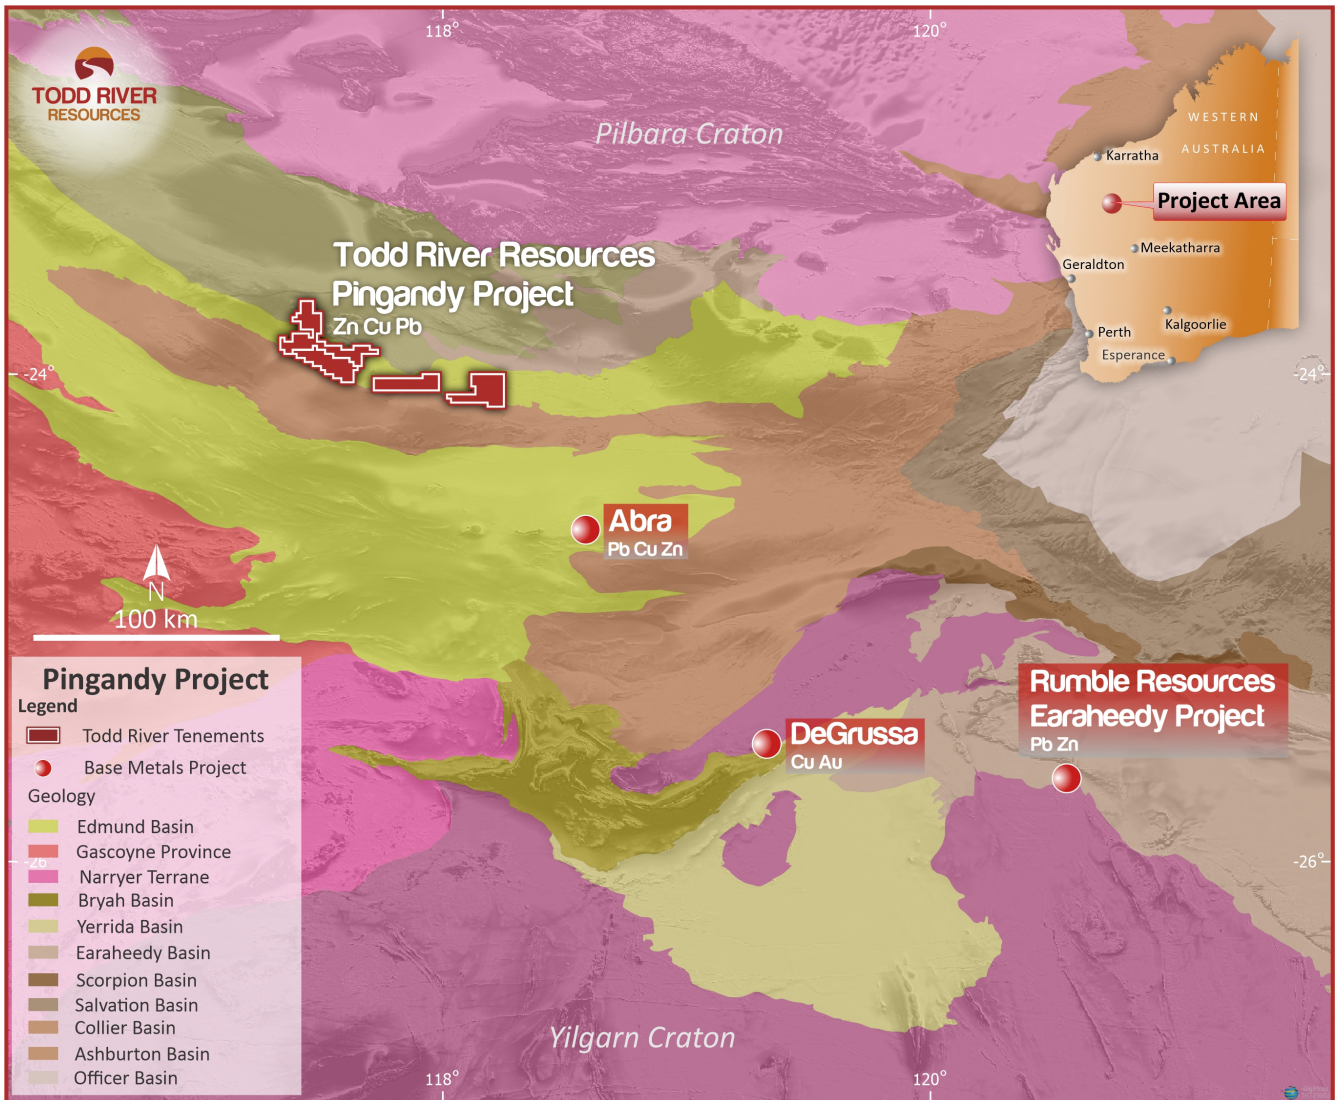 118°
120°
TODD RIVER
RESOURCES
WESTERN
AUSTRALIA
Pilbara Craton
Karratha
Project Area
Meekatharra
Geraldton
Kalgoorlie
Perth
Esperance
Todd River Resources
Pingandy Project
Zn Cu Pb
-24°
-24°
Abra
Pb Cu Zn
N
100 km
Rumble Resources
Earaheedy Project
Pb Zn
DeGrussa
Cu Au
Pingandy Project
Legend
Todd River Tenements
Base Metals Project
Geology
Edmund Basin
Gascoyne Province
-26
-26°
Narryer Terrane
Bryah Basin
Yerrida Basin
Earaheedy Basin
Scorpion Basin
Salvation Basin
Collier Basin
Ashburton Basin
Officer Basin
Yilgarn Craton
118°
120°